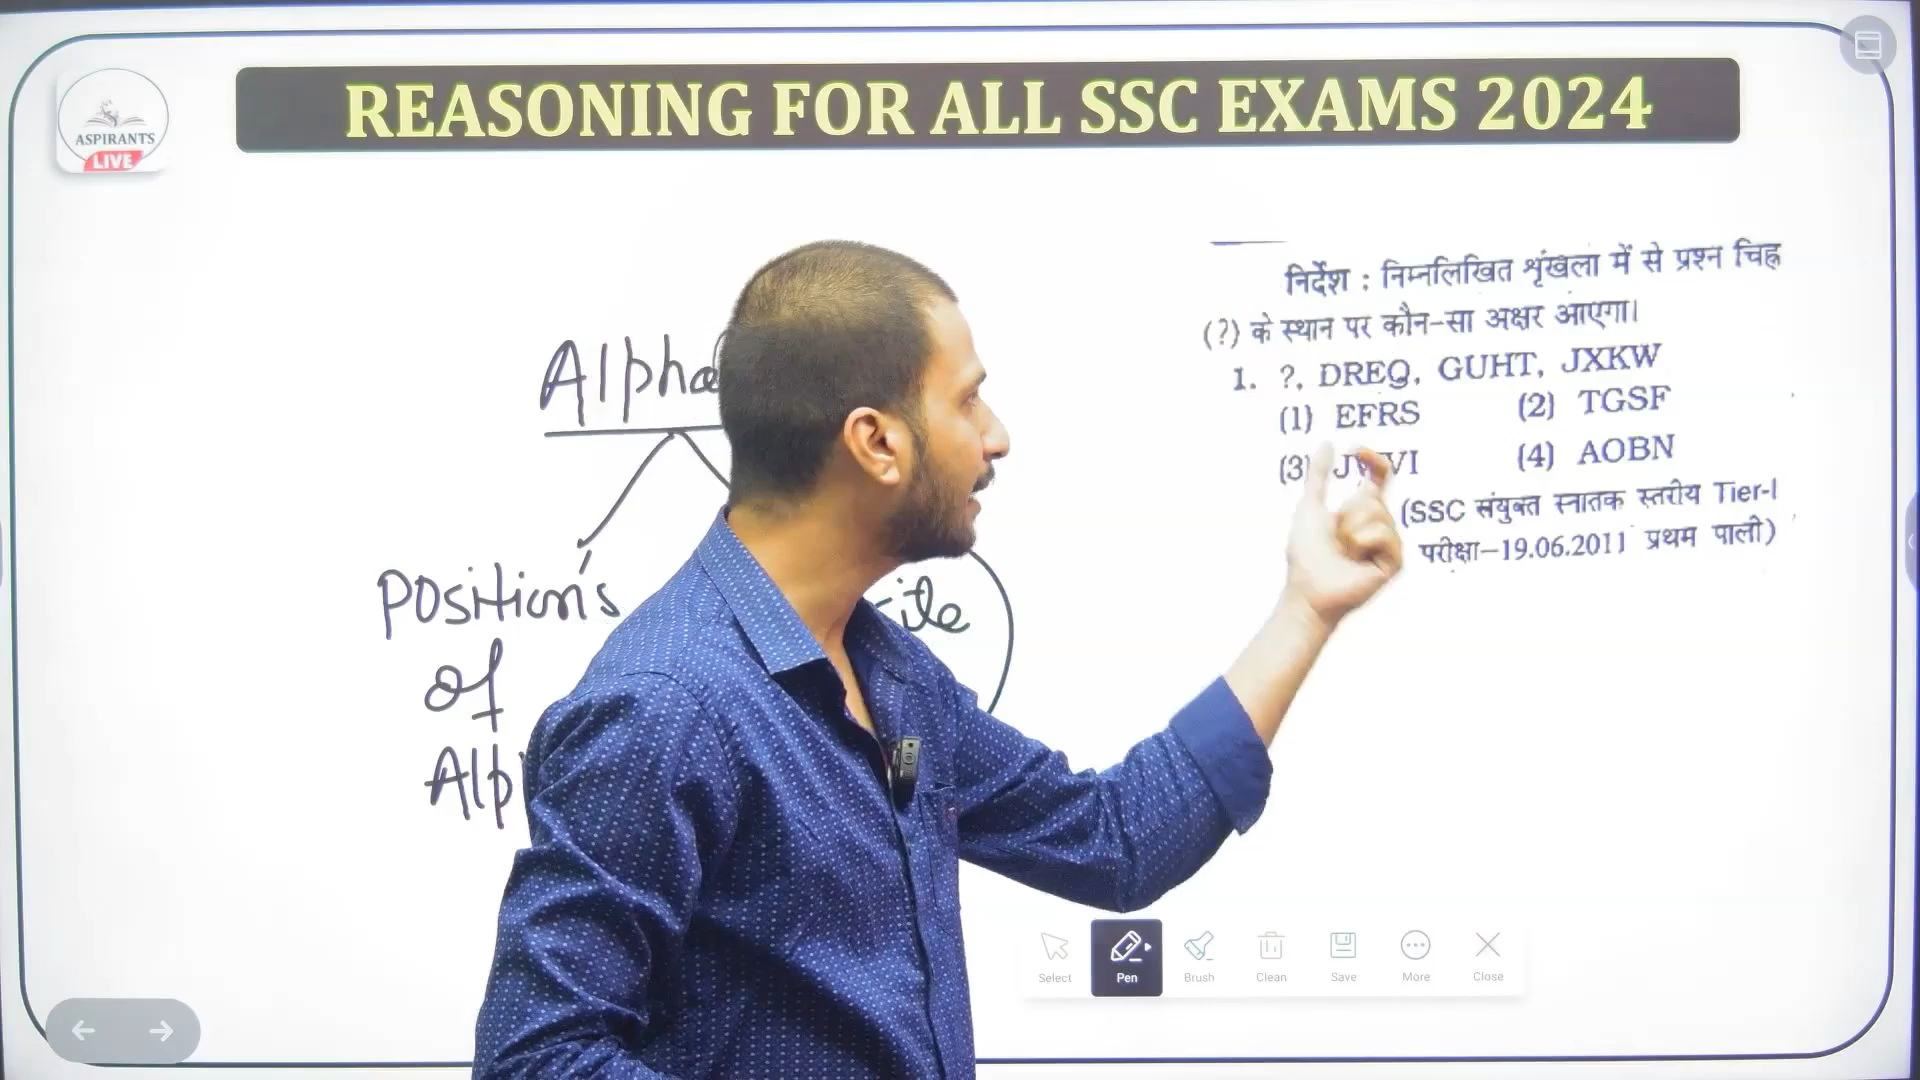 REASONING FOR ALL SSC EXAMS 2024
ASPIRANTS
LIVE
निर्देश : निम्नलिखित शृंखला में से प्रश्न चिह्न
(?) के स्थान पर कौन-सा अक्षर आएगा।
1. ?, DREQ, GUHT, JXKW
(1) EFRS (2) TGSF
(3) (4) AOBN
(SSC संयुक्त स्नातक स्तरीय Tier-I
परीक्षा-19.06.2011 प्रथम पाली)
Position's
of
Select Pen Brush Clean Save More Close